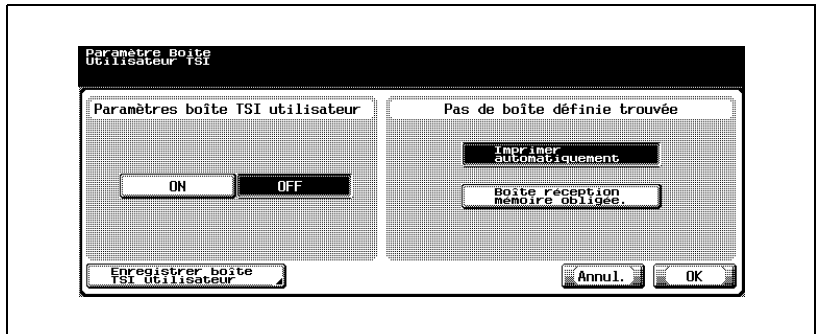 Paramètre Boîte
Utilisateur TSI
Paramètres boîte TSI utilisateur
Pas de boîte définie trouvée
ON
OFF
Imprimer
automatiquement
Boîte réception
mémoire obligée.
Enregistrer boîte
TSI utilisateur
Annul.
OK